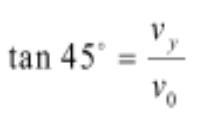 tan 45° = v_y / v_0